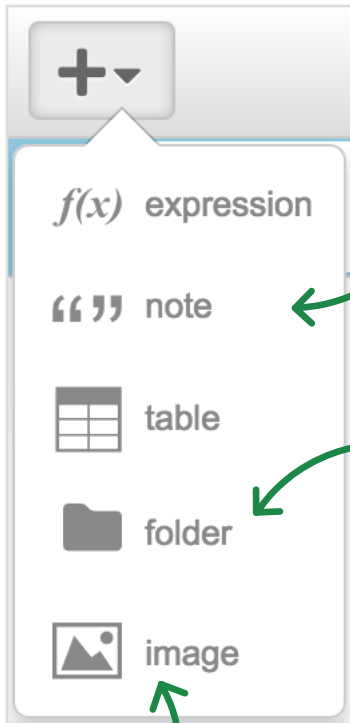 f(x) expression
“ ” note
table
folder
image